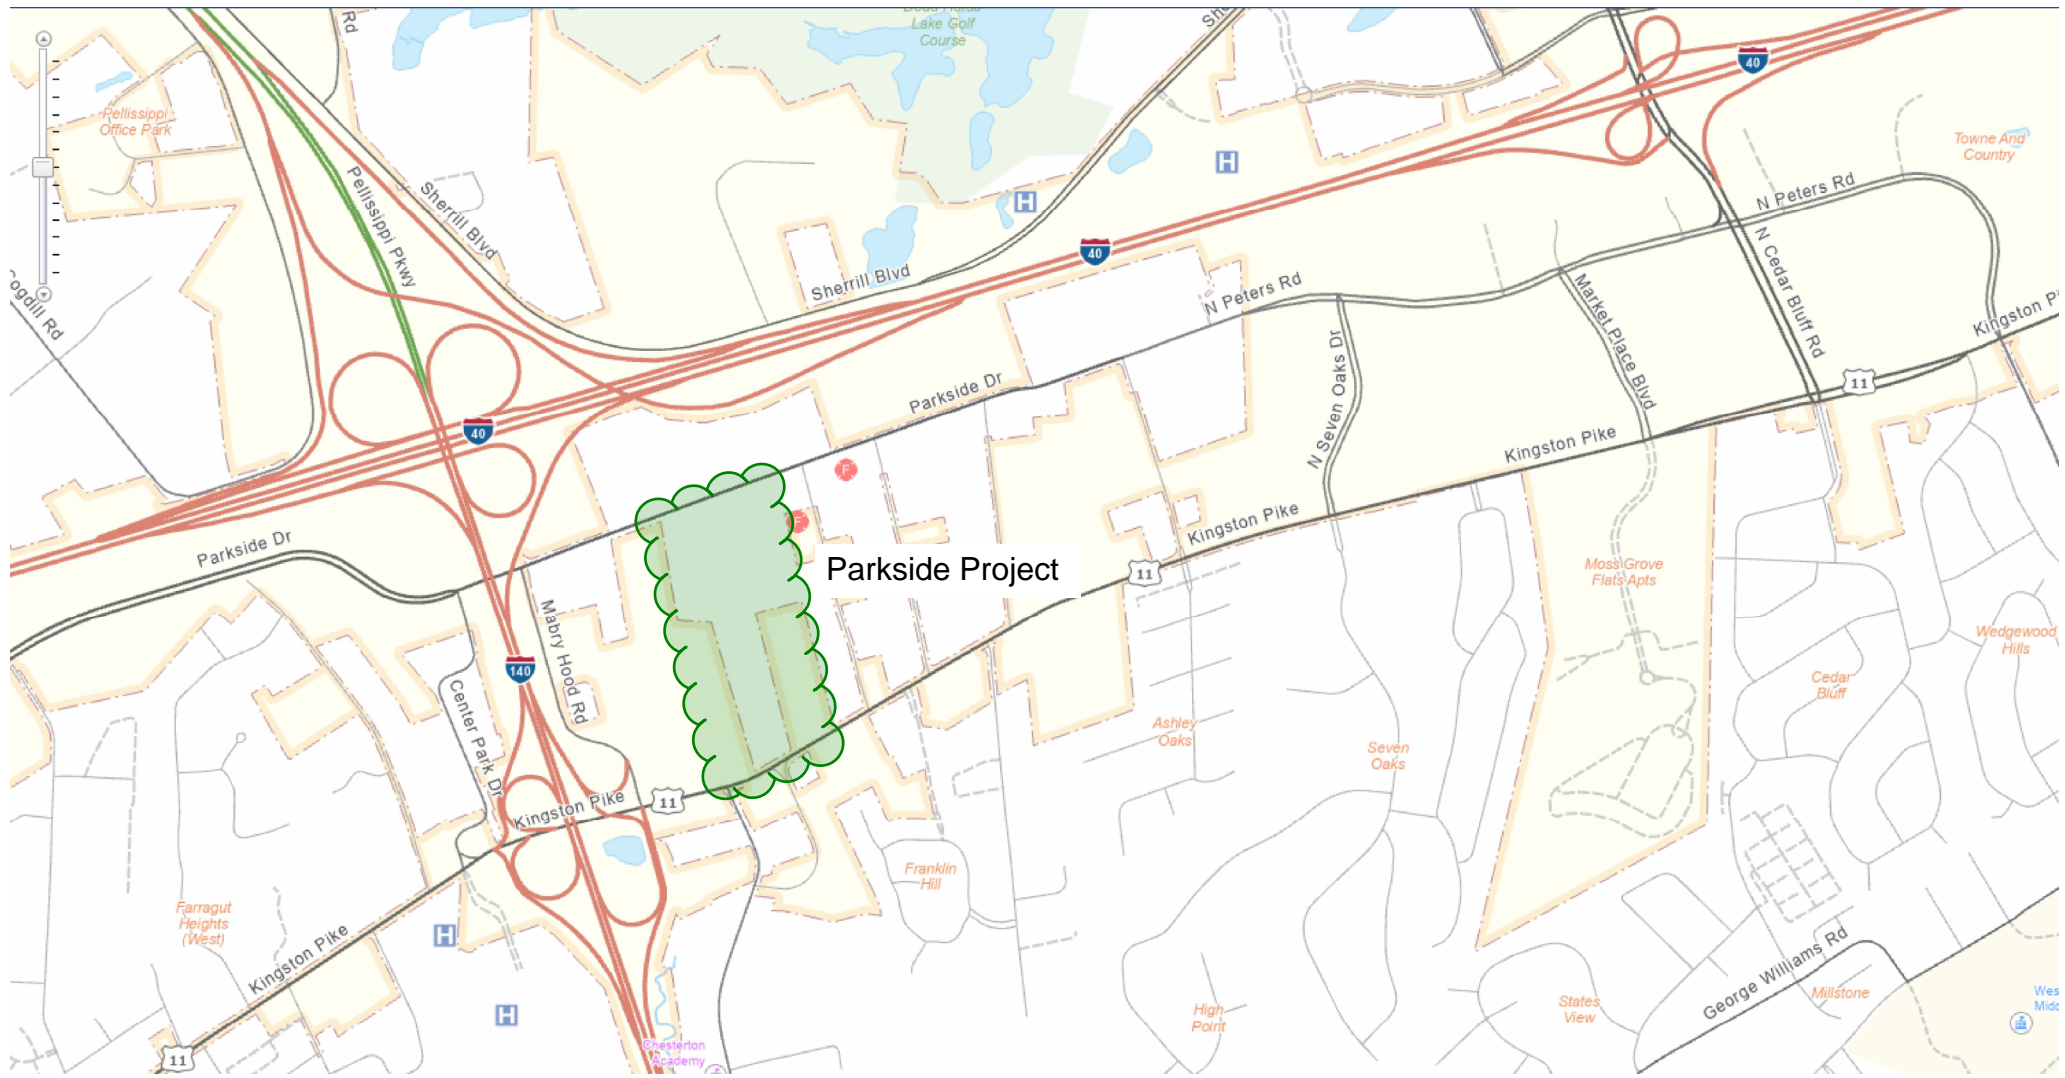 Lake Golf
Course
Rd
40
Pellissippi
Office Park
Towne And
Country
H
H
Pellissippi Pkwy
Sherrill Blvd
N Peters Rd
N Cedar Bluff Rd
40
Sherrill Blvd
N Peters Rd
Market Place Blvd
Kingston
11
Parkside Dr
N Seven Oaks Dr
40
Kingston Pike
F
Kingston Pike
Parkside Dr
Parkside Project
11
Moss Grove
Flats Apts
Mabry Hood Rd
Wedgewood
Hills
140
Center Park Dr
Cedar
Bluff
Ashley
Oaks
Seven
Oaks
Kingston Pike
11
Franklin
Hill
Farragut
Heights
(West)
H
Kingston Pike
George Williams Rd
Millstone
States
View
High
Point
H
Chesterton
Academy
11